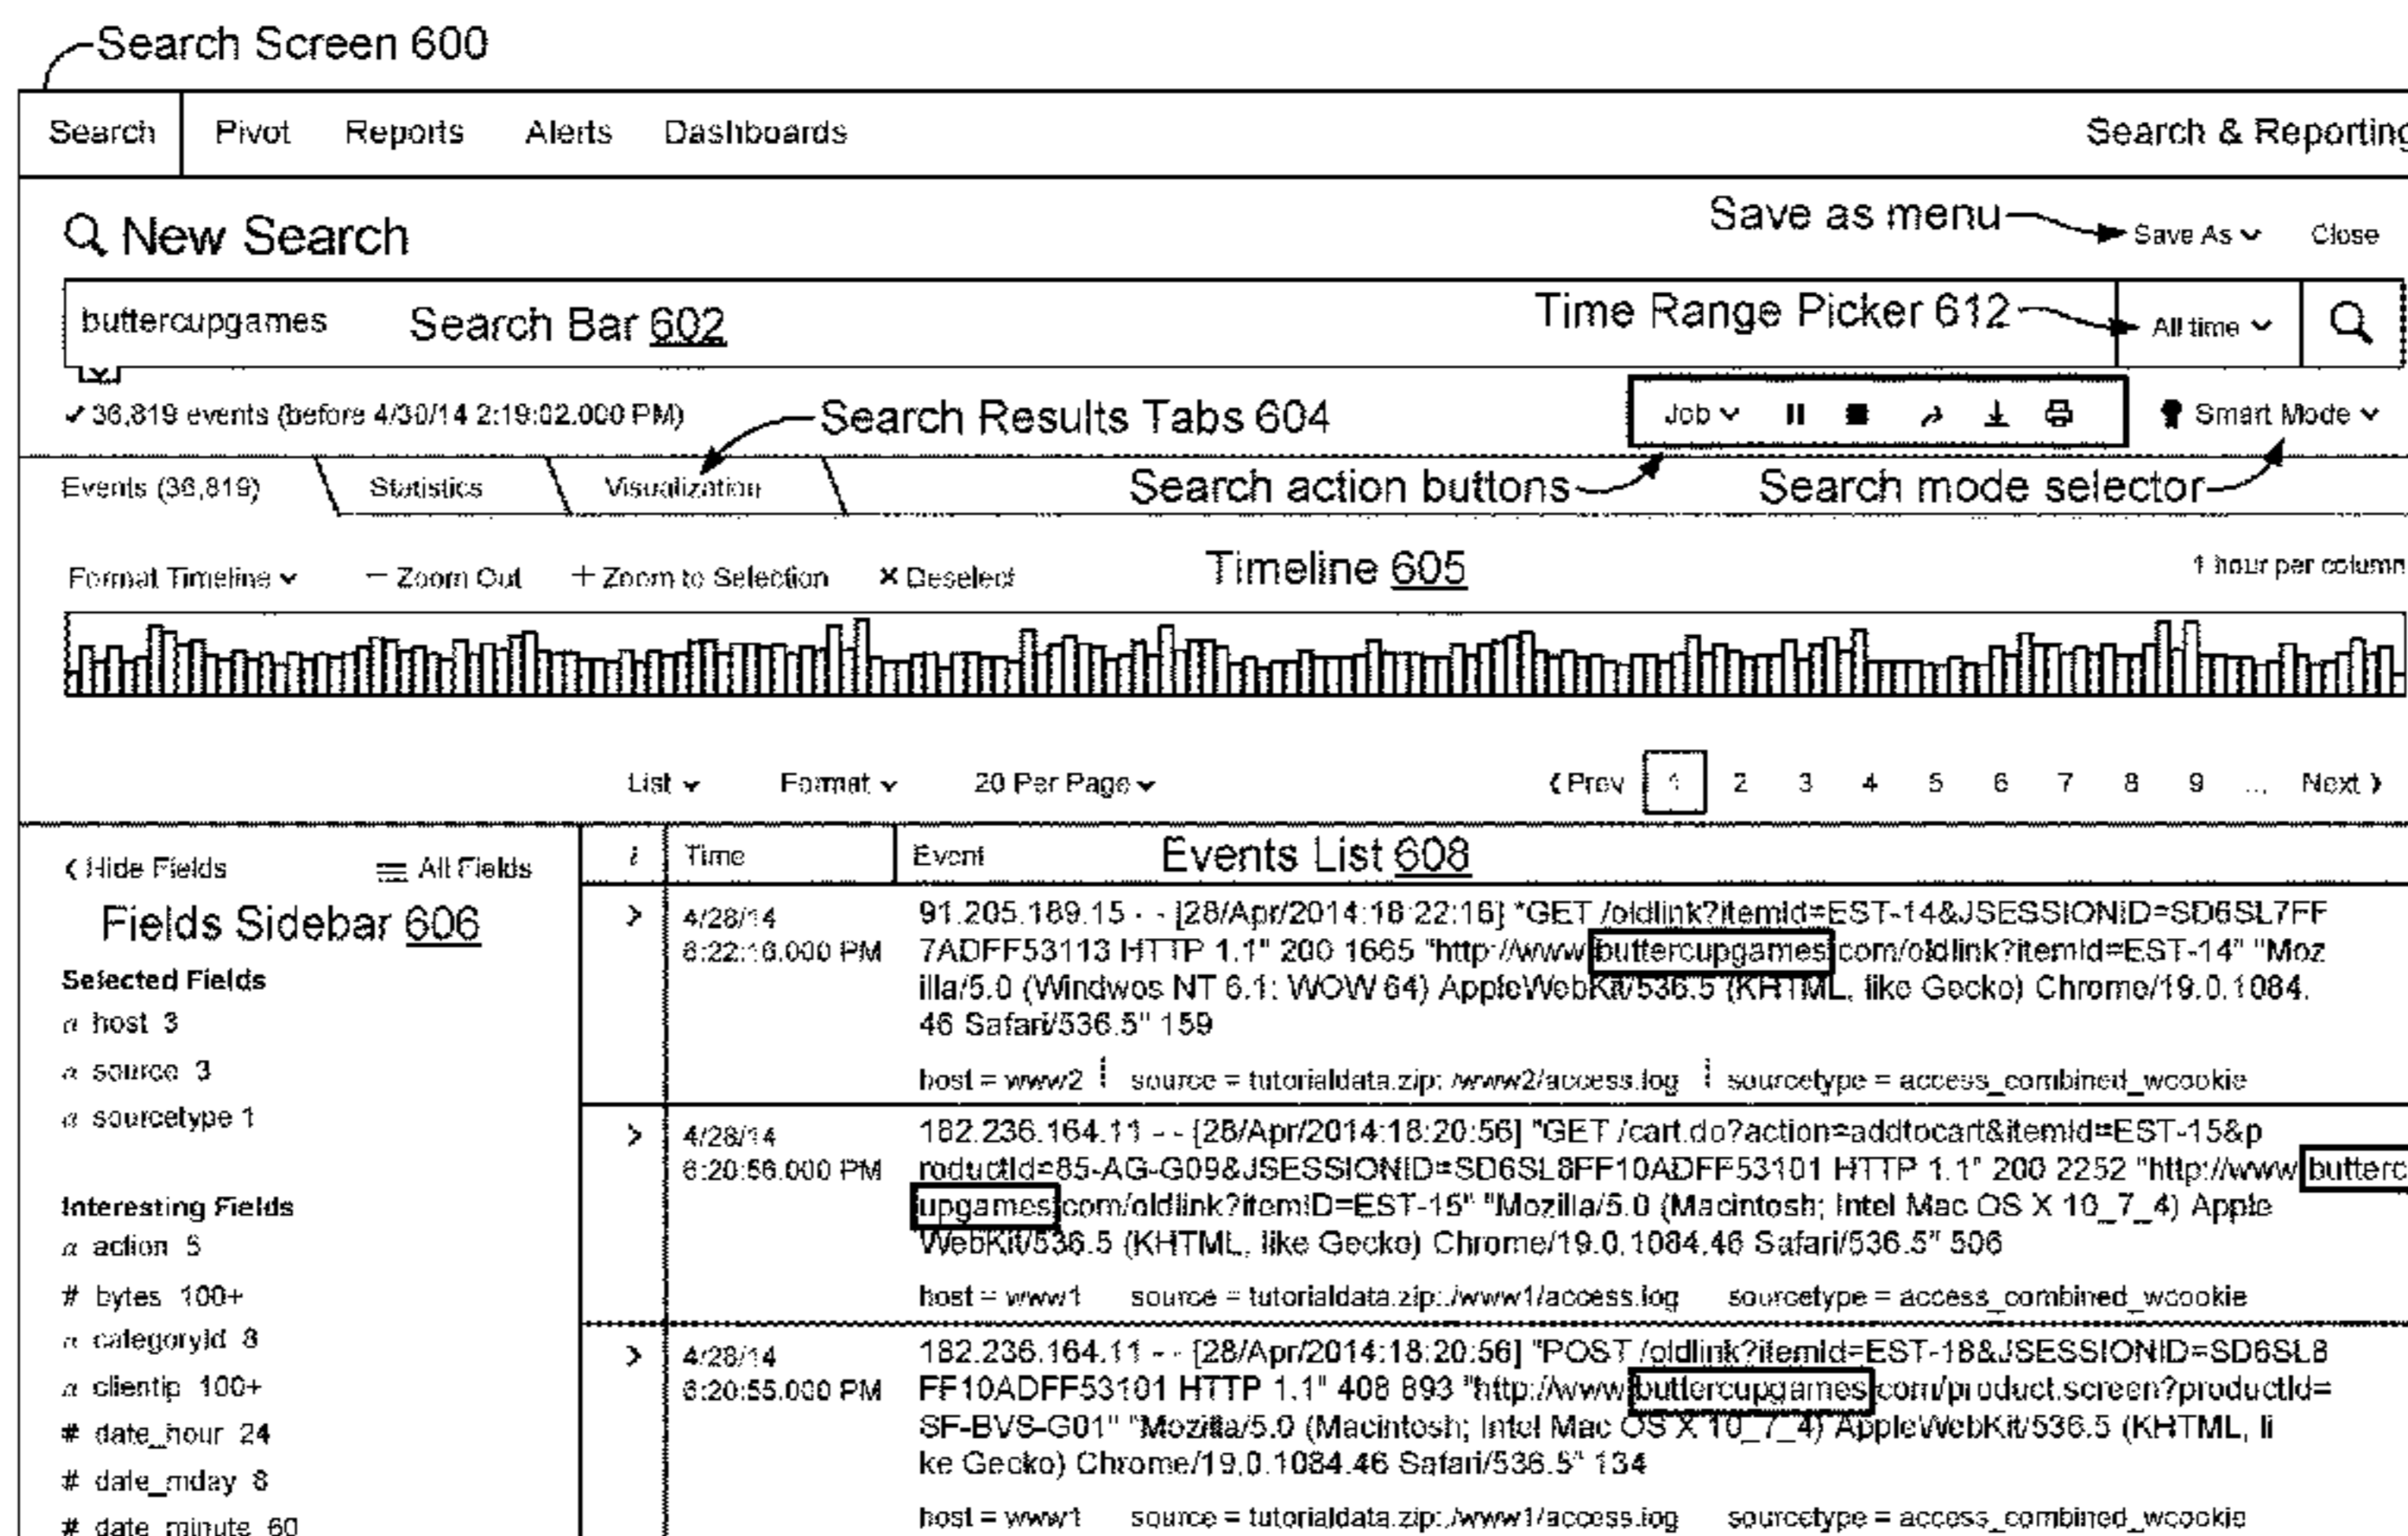 Search Screen 600
Search Pivot Reports Alerts Dashboards Search & Reporting
New Search Save as menu Save As Close
buttercupgames Search Bar 602 Time Range Picker 612 All time
36,819 events (before 4/30/14 2:19:02.000 PM) Search Results Tabs 604 Job Smart Mode
Events (36,819) Statistics Visualization Search action buttons Search mode selector
Format Timeline – Zoom Out + Zoom to Selection × Deselect Timeline 605 1 hour per column
List Format 20 Per Page < Prev 1 2 3 4 5 6 7 8 9 ... Next >
< Hide Fields All Fields
Fields Sidebar 606
Selected Fields
a host 3
a source 3
a sourcetype 1
Interesting Fields
a action 5
# bytes 100+
a categoryId 8
a clientip 100+
# date_hour 24
# date_mday 8
# date_minute 60
i Time Event Events List 608
> 4/28/14
6:22:16.000 PM
91.205.189.15 - - [28/Apr/2014:18:22:16] "GET /oldlink?itemId=EST-14&JSESSIONID=SD6SL7FF
7ADFF53113 HTTP 1.1" 200 1665 "http://www.buttercupgames.com/oldlink?itemId=EST-14" "Moz
illa/5.0 (Windwos NT 6.1; WOW 64) AppleWebKit/536.5 (KHTML, like Gecko) Chrome/19.0.1084.
46 Safari/536.5" 159
host = www2 source = tutorialdata.zip:./www2/access.log sourcetype = access_combined_wcookie
> 4/28/14
6:20:56.000 PM
182.236.164.11 - - [28/Apr/2014:18:20:56] "GET /cart.do?action=addtocart&itemId=EST-15&p
roductId=85-AG-G09&JSESSIONID=SD6SL8FF10ADFF53101 HTTP 1.1" 200 2252 "http://www.butterc
upgames.com/oldlink?itemID=EST-15" "Mozilla/5.0 (Macintosh; Intel Mac OS X 10_7_4) Apple
WebKit/536.5 (KHTML, like Gecko) Chrome/19.0.1084.46 Safari/536.5" 506
host = www1 source = tutorialdata.zip:./www1/access.log sourcetype = access_combined_wcookie
> 4/28/14
6:20:55.000 PM
182.236.164.11 - - [28/Apr/2014:18:20:56] "POST /oldlink?itemId=EST-18&JSESSIONID=SD6SL8
FF10ADFF53101 HTTP 1.1" 408 893 "http://www.buttercupgames.com/product.screen?productId=
SF-BVS-G01" "Mozilla/5.0 (Macintosh; Intel Mac OS X 10_7_4) AppleWebKit/536.5 (KHTML, li
ke Gecko) Chrome/19.0.1084.46 Safari/536.5" 134
host = www1 source = tutorialdata.zip:./www1/access.log sourcetype = access_combined_wcookie